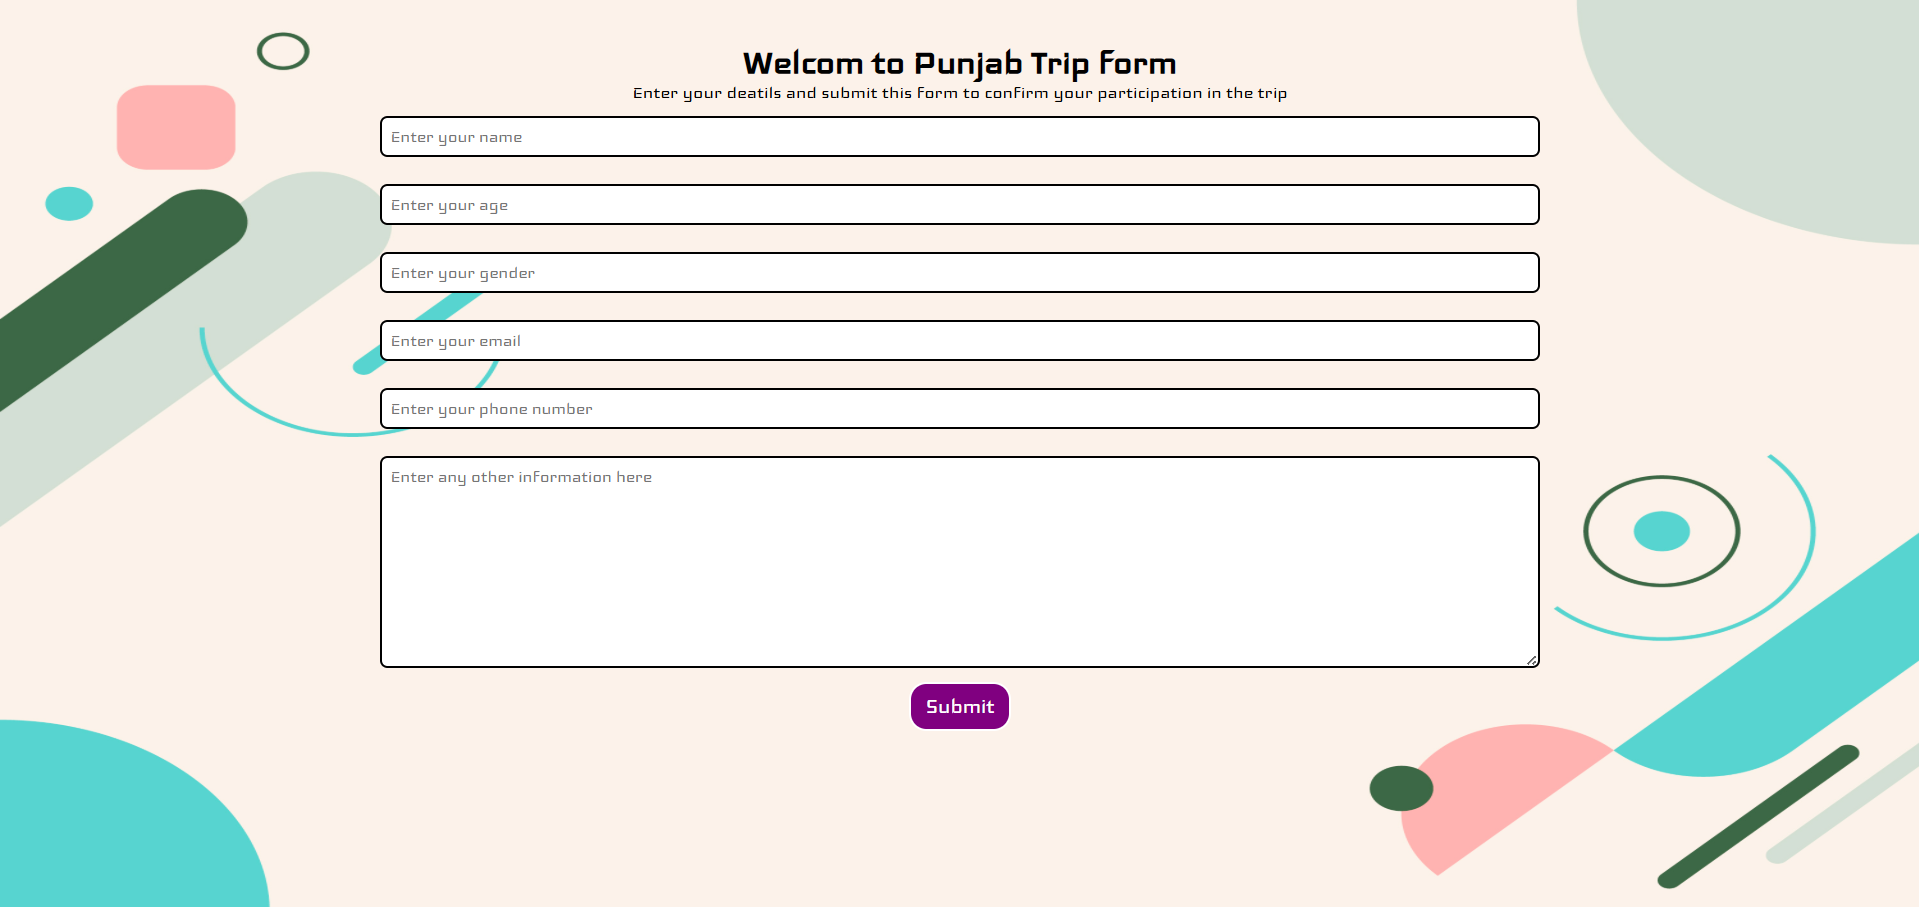 Welcom to Punjab Trip form
Enter your deatils and submit this form to confirm your participation in the trip
Enter your name
Enter your age
Enter your gender
Enter your email
Enter your phone number
Enter any other information here
Submit